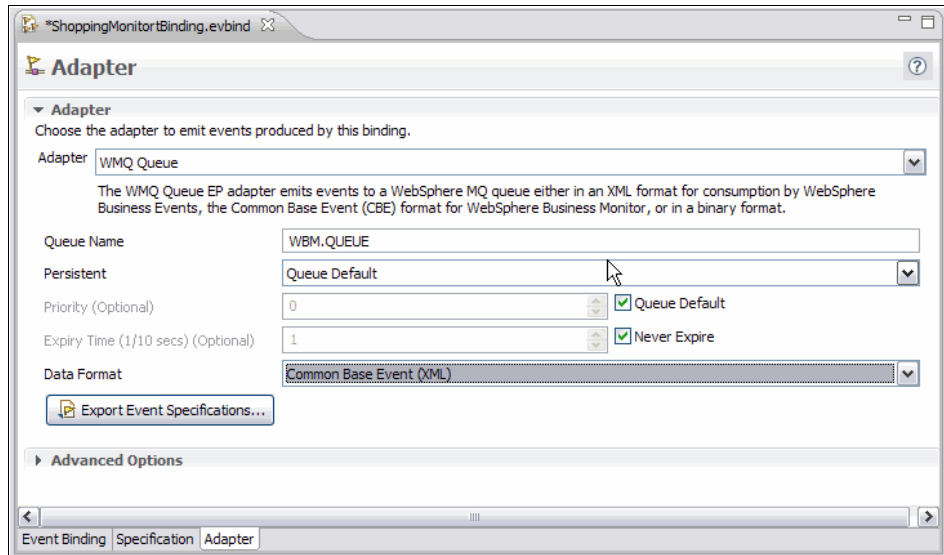 *ShoppingMonitortBinding.evbind
Adapter
Adapter
Choose the adapter to emit events produced by this binding.
Adapter WMQ Queue
The WMQ Queue EP adapter emits events to a WebSphere MQ queue either in an XML format for consumption by WebSphere
Business Events, the Common Base Event (CBE) format for WebSphere Business Monitor, or in a binary format.
Queue Name WBM.QUEUE
Persistent Queue Default
Priority (Optional) 0 Queue Default
Expiry Time (1/10 secs) (Optional) 1 Never Expire
Data Format Common Base Event (XML)
Export Event Specifications...
Advanced Options
Event Binding Specification Adapter